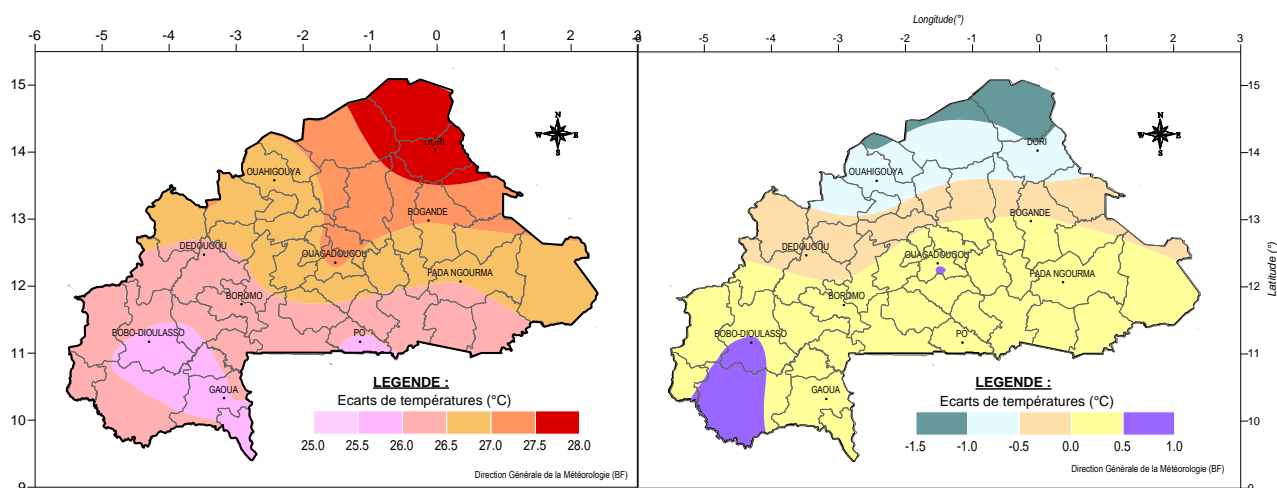 Longitude(°)
-6 -5 -4 -3 -2 -1 0 1 2
-5 -4 -3 -2 -1 0 1 2 3
15
14
13
12
11
10
9
N
W E
S
DORI
OUAHIGOUYA
BOGANDE
DEDOUGOU
OUAGADOUGOU
FADA NGOURMA
BOROMO
BOBO-DIOULASSO
PO
GAOUA
LEGENDE :
Ecarts de températures (°C)
25.0 25.5 26.0 26.5 27.0 27.5 28.0
Direction Générale de la Météorologie (BF)
N
W E
S
DORI
OUAHIGOUYA
BOGANDE
DEDOUGOU
OUAGADOUGOU
FADA NGOURMA
BOROMO
BOBO-DIOULASSO
PO
GAOUA
LEGENDE :
Ecarts de températures (°C)
-1.5 -1.0 -0.5 0.0 0.5 1.0
Direction Générale de la Météorologie (BF)
15
14
13
12
11
10
9
Latitude (°)